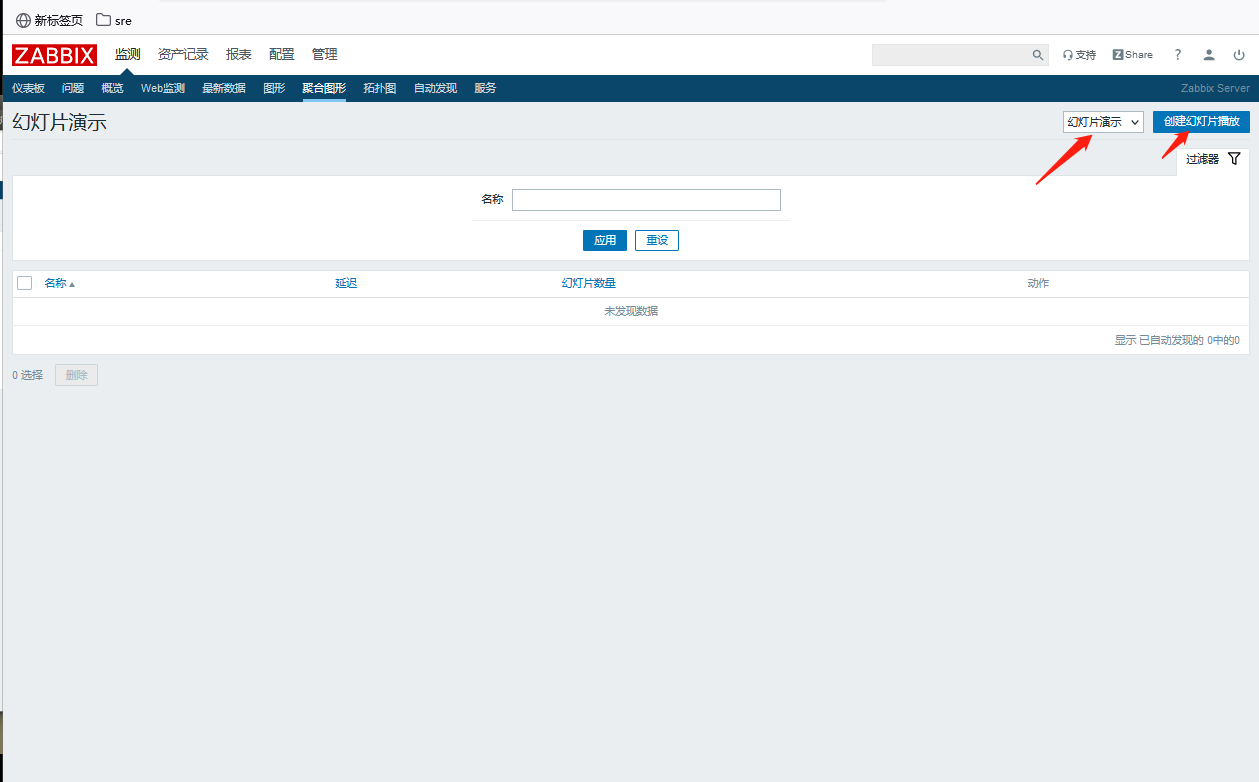 新标签页 sre
ZABBIX 监测 资产记录 报表 配置 管理 支持 Z Share ?
仪表板 问题 概览 Web监测 最新数据 图形 聚合图形 拓扑图 自动发现 服务 Zabbix Server
幻灯片演示 幻灯片演示 创建幻灯片播放
过滤器
名称
应用 重设
名称 延迟 幻灯片数量 动作
未发现数据
显示 已自动发现的 0中的0
0 选择 删除